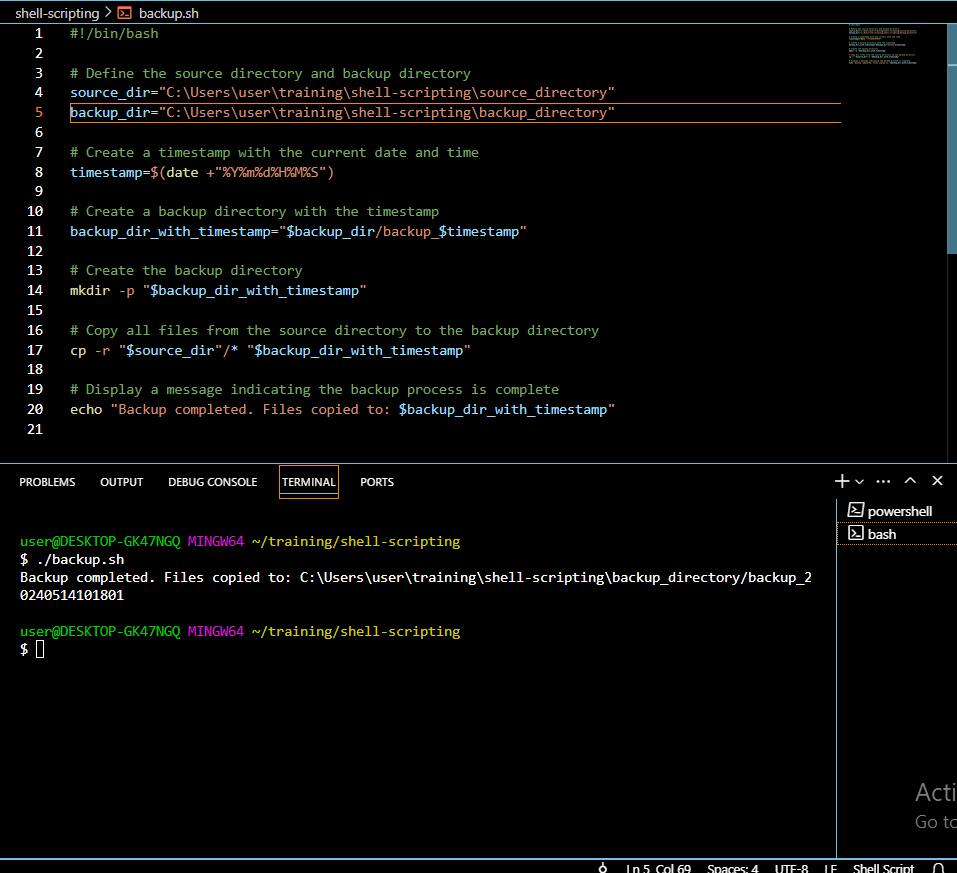 shell-scripting > backup.sh
1 #!/bin/bash
2
3 # Define the source directory and backup directory
4 source_dir="C:\Users\user\training\shell-scripting\source_directory"
5 backup_dir="C:\Users\user\training\shell-scripting\backup_directory"
6
7 # Create a timestamp with the current date and time
8 timestamp=$(date +"%Y%m%d%H%M%S")
9
10 # Create a backup directory with the timestamp
11 backup_dir_with_timestamp="$backup_dir/backup_$timestamp"
12
13 # Create the backup directory
14 mkdir -p "$backup_dir_with_timestamp"
15
16 # Copy all files from the source directory to the backup directory
17 cp -r "$source_dir"/* "$backup_dir_with_timestamp"
18
19 # Display a message indicating the backup process is complete
20 echo "Backup completed. Files copied to: $backup_dir_with_timestamp"
21
PROBLEMS OUTPUT DEBUG CONSOLE TERMINAL PORTS
powershell
bash
user@DESKTOP-GK47NGQ MINGW64 ~/training/shell-scripting
$ ./backup.sh
Backup completed. Files copied to: C:\Users\user\training\shell-scripting\backup_directory/backup_2
0240514101801
user@DESKTOP-GK47NGQ MINGW64 ~/training/shell-scripting
$
Acti
Go to
Ln 5, Col 69 Spaces: 4 UTF-8 LF Shell Script